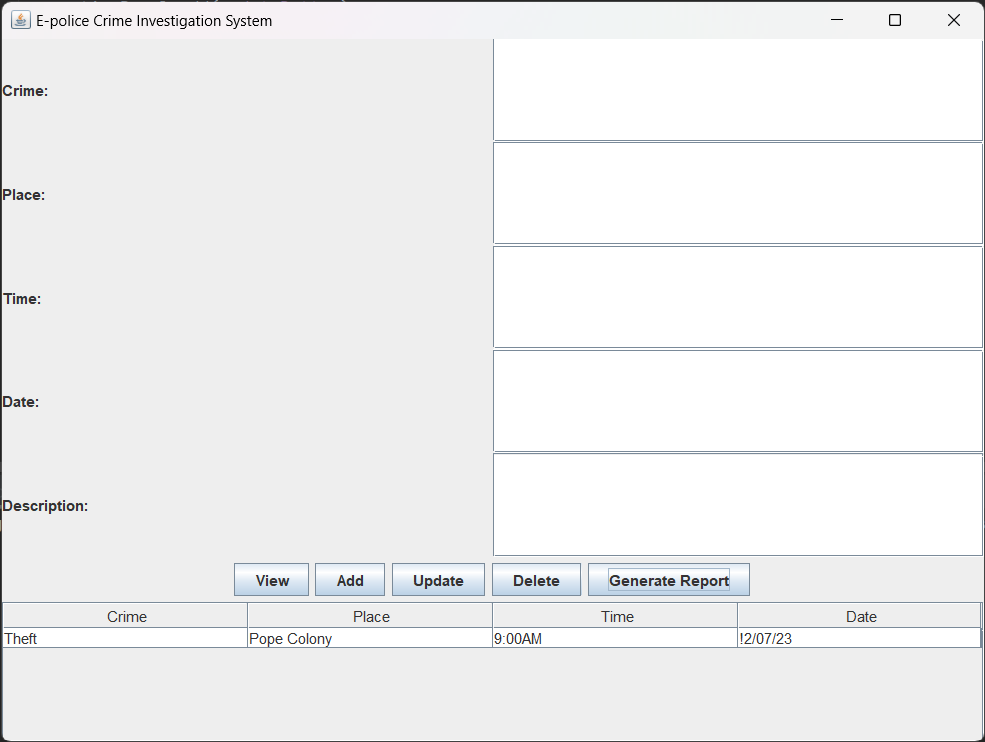 E-police Crime Investigation System
Crime:
Place:
Time:
Date:
Description:
View Add Update Delete Generate Report
Crime Place Time Date
Theft Pope Colony 9:00AM !2/07/23